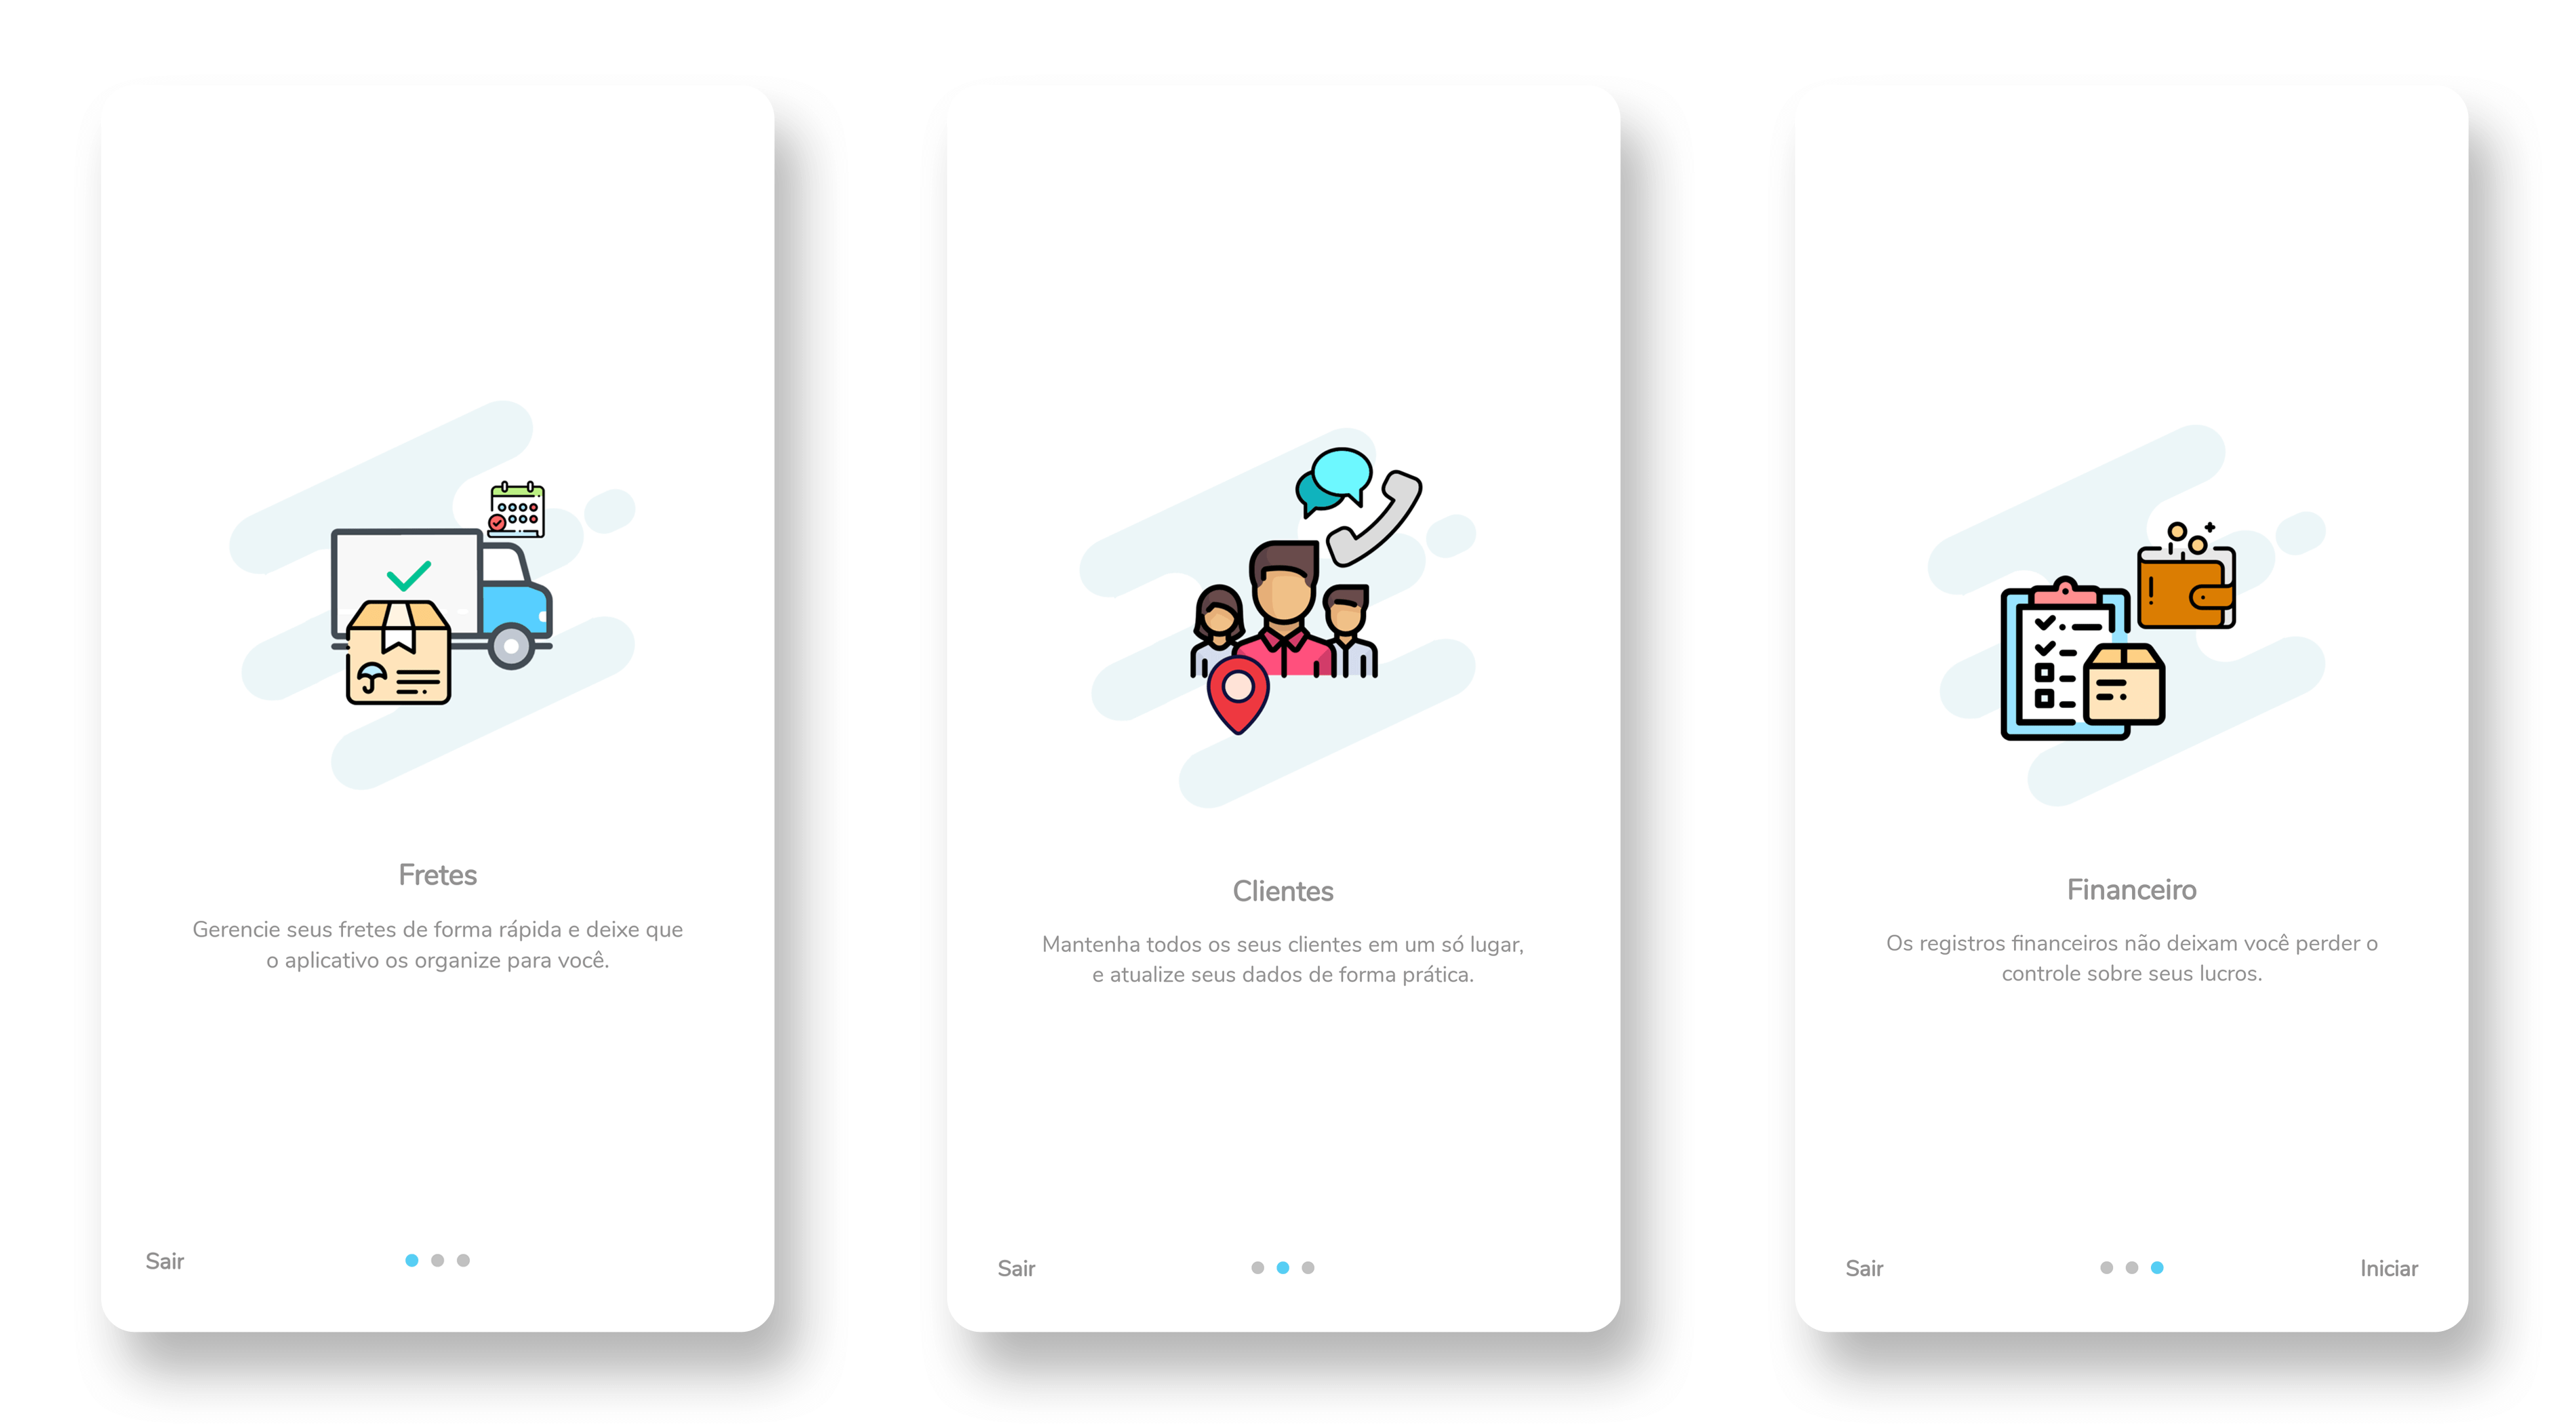 Fretes
Gerencie seus fretes de forma rápida e deixe que
o aplicativo os organize para você.
Sair
Clientes
Mantenha todos os seus clientes em um só lugar,
e atualize seus dados de forma prática.
Sair
Financeiro
Os registros financeiros não deixam você perder o
controle sobre seus lucros.
Sair
Iniciar